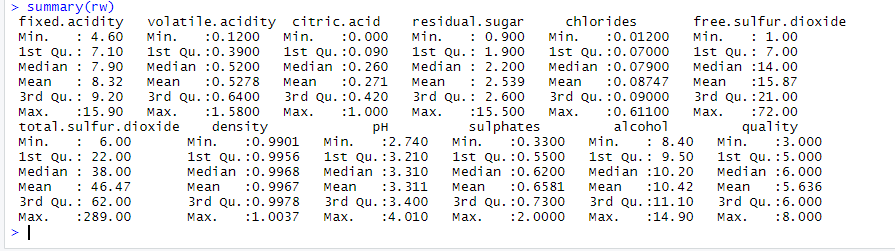 > summary(rw)
 fixed.acidity   volatile.acidity  citric.acid   residual.sugar     chlorides       free.sulfur.dioxide
 Min.   : 4.60   Min.   :0.1200   Min.   :0.000   Min.   : 0.900   Min.   :0.01200   Min.   : 1.00
 1st Qu.: 7.10   1st Qu.:0.3900   1st Qu.:0.090   1st Qu.: 1.900   1st Qu.:0.07000   1st Qu.: 7.00
 Median : 7.90   Median :0.5200   Median :0.260   Median : 2.200   Median :0.07900   Median :14.00
 Mean   : 8.32   Mean   :0.5278   Mean   :0.271   Mean   : 2.539   Mean   :0.08747   Mean   :15.87
 3rd Qu.: 9.20   3rd Qu.:0.6400   3rd Qu.:0.420   3rd Qu.: 2.600   3rd Qu.:0.09000   3rd Qu.:21.00
 Max.   :15.90   Max.   :1.5800   Max.   :1.000   Max.   :15.500   Max.   :0.61100   Max.   :72.00
 total.sulfur.dioxide    density             pH          sulphates         alcohol         quality
 Min.   :  6.00       Min.   :0.9901   Min.   :2.740   Min.   :0.3300   Min.   : 8.40   Min.   :3.000
 1st Qu.: 22.00       1st Qu.:0.9956   1st Qu.:3.210   1st Qu.:0.5500   1st Qu.: 9.50   1st Qu.:5.000
 Median : 38.00       Median :0.9968   Median :3.310   Median :0.6200   Median :10.20   Median :6.000
 Mean   : 46.47       Mean   :0.9967   Mean   :3.311   Mean   :0.6581   Mean   :10.42   Mean   :5.636
 3rd Qu.: 62.00       3rd Qu.:0.9978   3rd Qu.:3.400   3rd Qu.:0.7300   3rd Qu.:11.10   3rd Qu.:6.000
 Max.   :289.00       Max.   :1.0037   Max.   :4.010   Max.   :2.0000   Max.   :14.90   Max.   :8.000
>